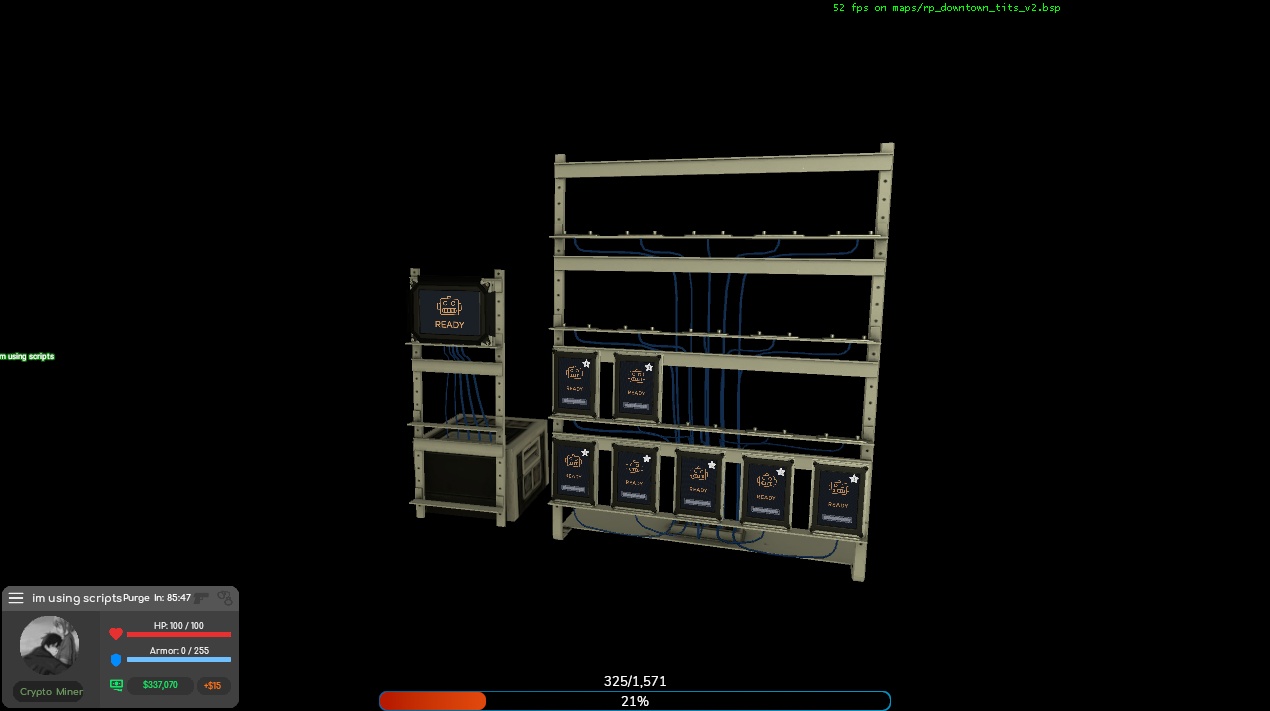 52 fps on maps/rp_downtown_tits_v2.bsp
READY
m using scripts
READY
READY
READY
READY
READY
READY
READY
im using scripts
Purge In: 85:47
HP: 100 / 100
Armor: 0 / 255
Crypto Miner
$337,070
+$15
325/1,571
21%